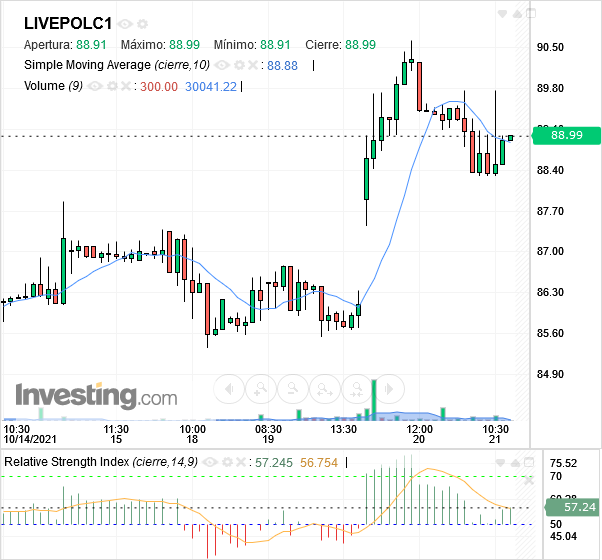 LIVEPOLC1
Apertura: 88.91 Máximo: 88.99 Mínimo: 88.91 Cierre: 88.99
Simple Moving Average (cierre,10) : 88.88
Volume (9) : 300.00 30041.22
90.50
89.80
88.99
88.40
87.70
87.00
86.30
85.60
84.90
Investing.com
10:30 11:30 10:00 08:30 13:30 12:00 10:30
10/14/2021 15 18 19 20 21
Relative Strength Index (cierre,14,9) : 57.245 56.754
75.52
70
57.24
50
45.04